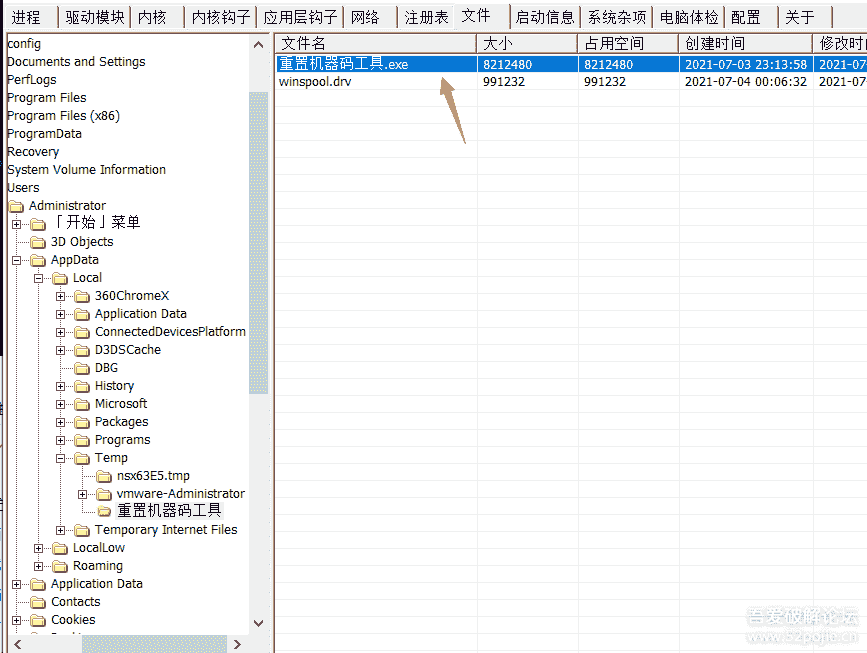 进程 驱动模块 内核 内核钩子 应用层钩子 网络 注册表 文件 启动信息 系统杂项 电脑体检 配置 关于
config
Documents and Settings
PerfLogs
Program Files
Program Files (x86)
ProgramData
Recovery
System Volume Information
Users
Administrator
「开始」菜单
3D Objects
AppData
Local
360ChromeX
Application Data
ConnectedDevicesPlatform
D3DSCache
DBG
History
Microsoft
Packages
Programs
Temp
nsx63E5.tmp
vmware-Administrator
重置机器码工具
Temporary Internet Files
LocalLow
Roaming
Application Data
Contacts
Cookies
文件名 大小 占用空间 创建时间 修改时
重置机器码工具.exe 8212480 8212480 2021-07-03 23:13:58 2021-07
winspool.drv 991232 991232 2021-07-04 00:06:32 2021-07
吾爱破解论坛
www.52pojie.cn